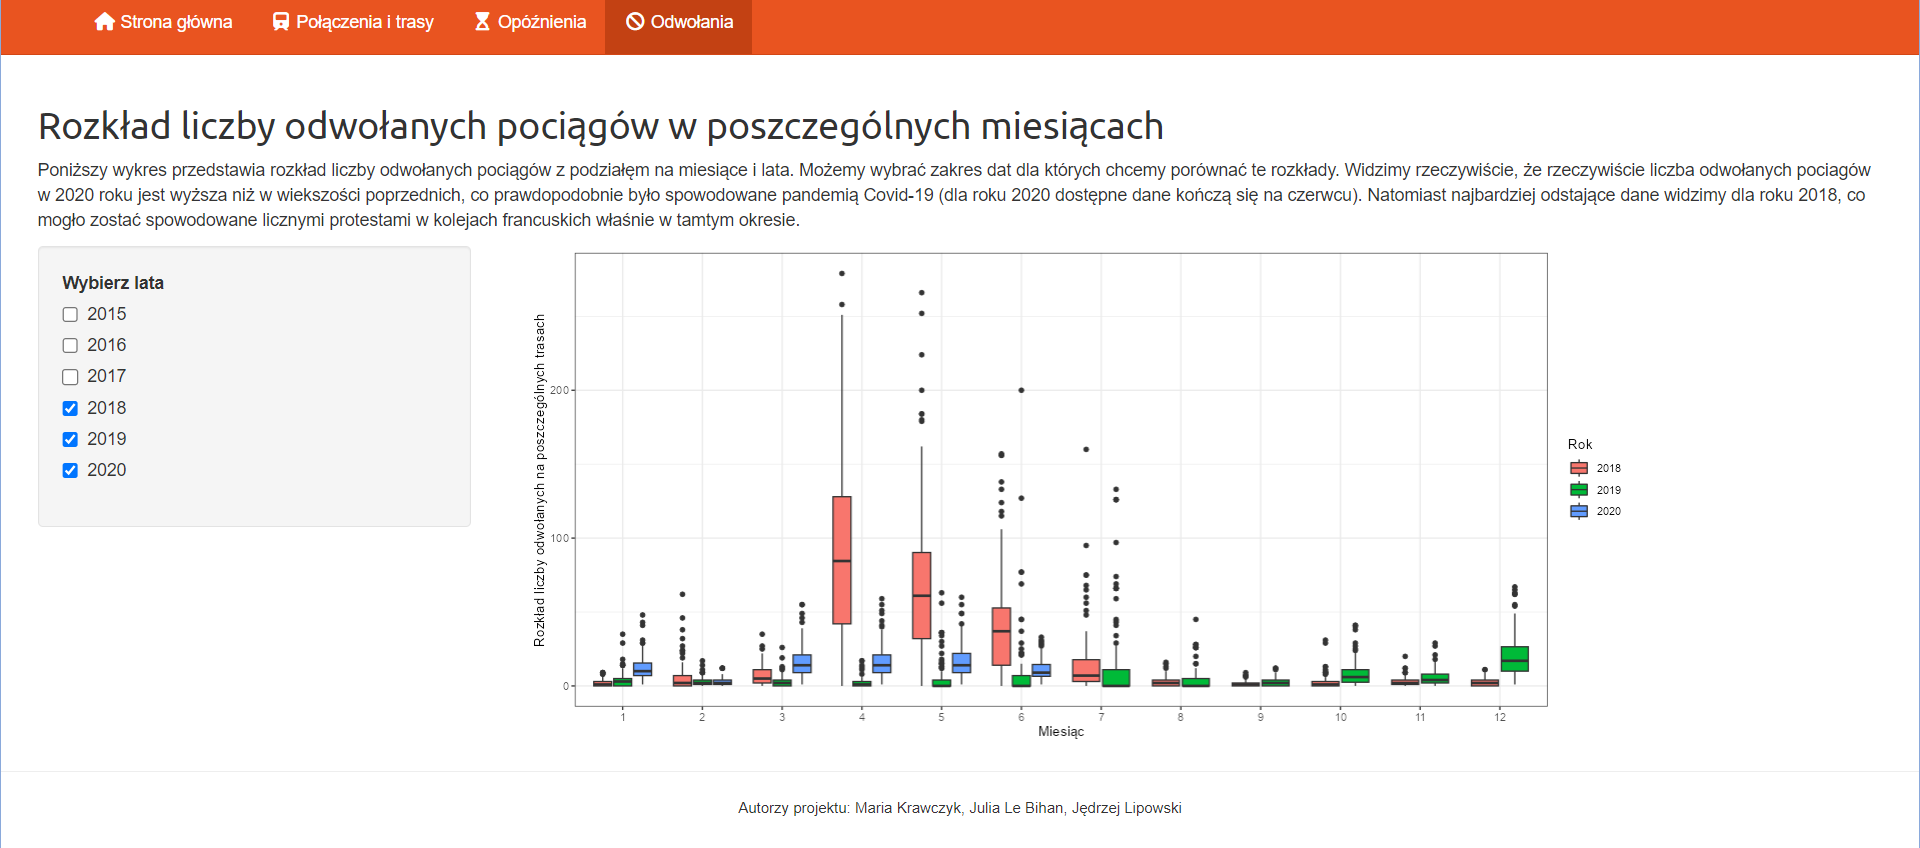 Strona główna Połączenia i trasy Opóźnienia Odwołania
Rozkład liczby odwołanych pociągów w poszczególnych miesiącach
Poniższy wykres przedstawia rozkład liczby odwołanych pociągów z podziałęm na miesiące i lata. Możemy wybrać zakres dat dla których chcemy porównać te rozkłady. Widzimy rzeczywiście, że rzeczywiście liczba odwołanych pociagów
w 2020 roku jest wyższa niż w wiekszości poprzednich, co prawdopodobnie było spowodowane pandemią Covid-19 (dla roku 2020 dostępne dane kończą się na czerwcu). Natomiast najbardziej odstające dane widzimy dla roku 2018, co
mogło zostać spowodowane licznymi protestami w kolejach francuskich właśnie w tamtym okresie.
Wybierz lata
2015
2016
2017
2018
2019
2020
Rozkład liczby odwołanych na poszczególnych trasach
200
100
0
1 2 3 4 5 6 7 8 9 10 11 12
Miesiąc
Rok
2018
2019
2020
Autorzy projektu: Maria Krawczyk, Julia Le Bihan, Jędrzej Lipowski